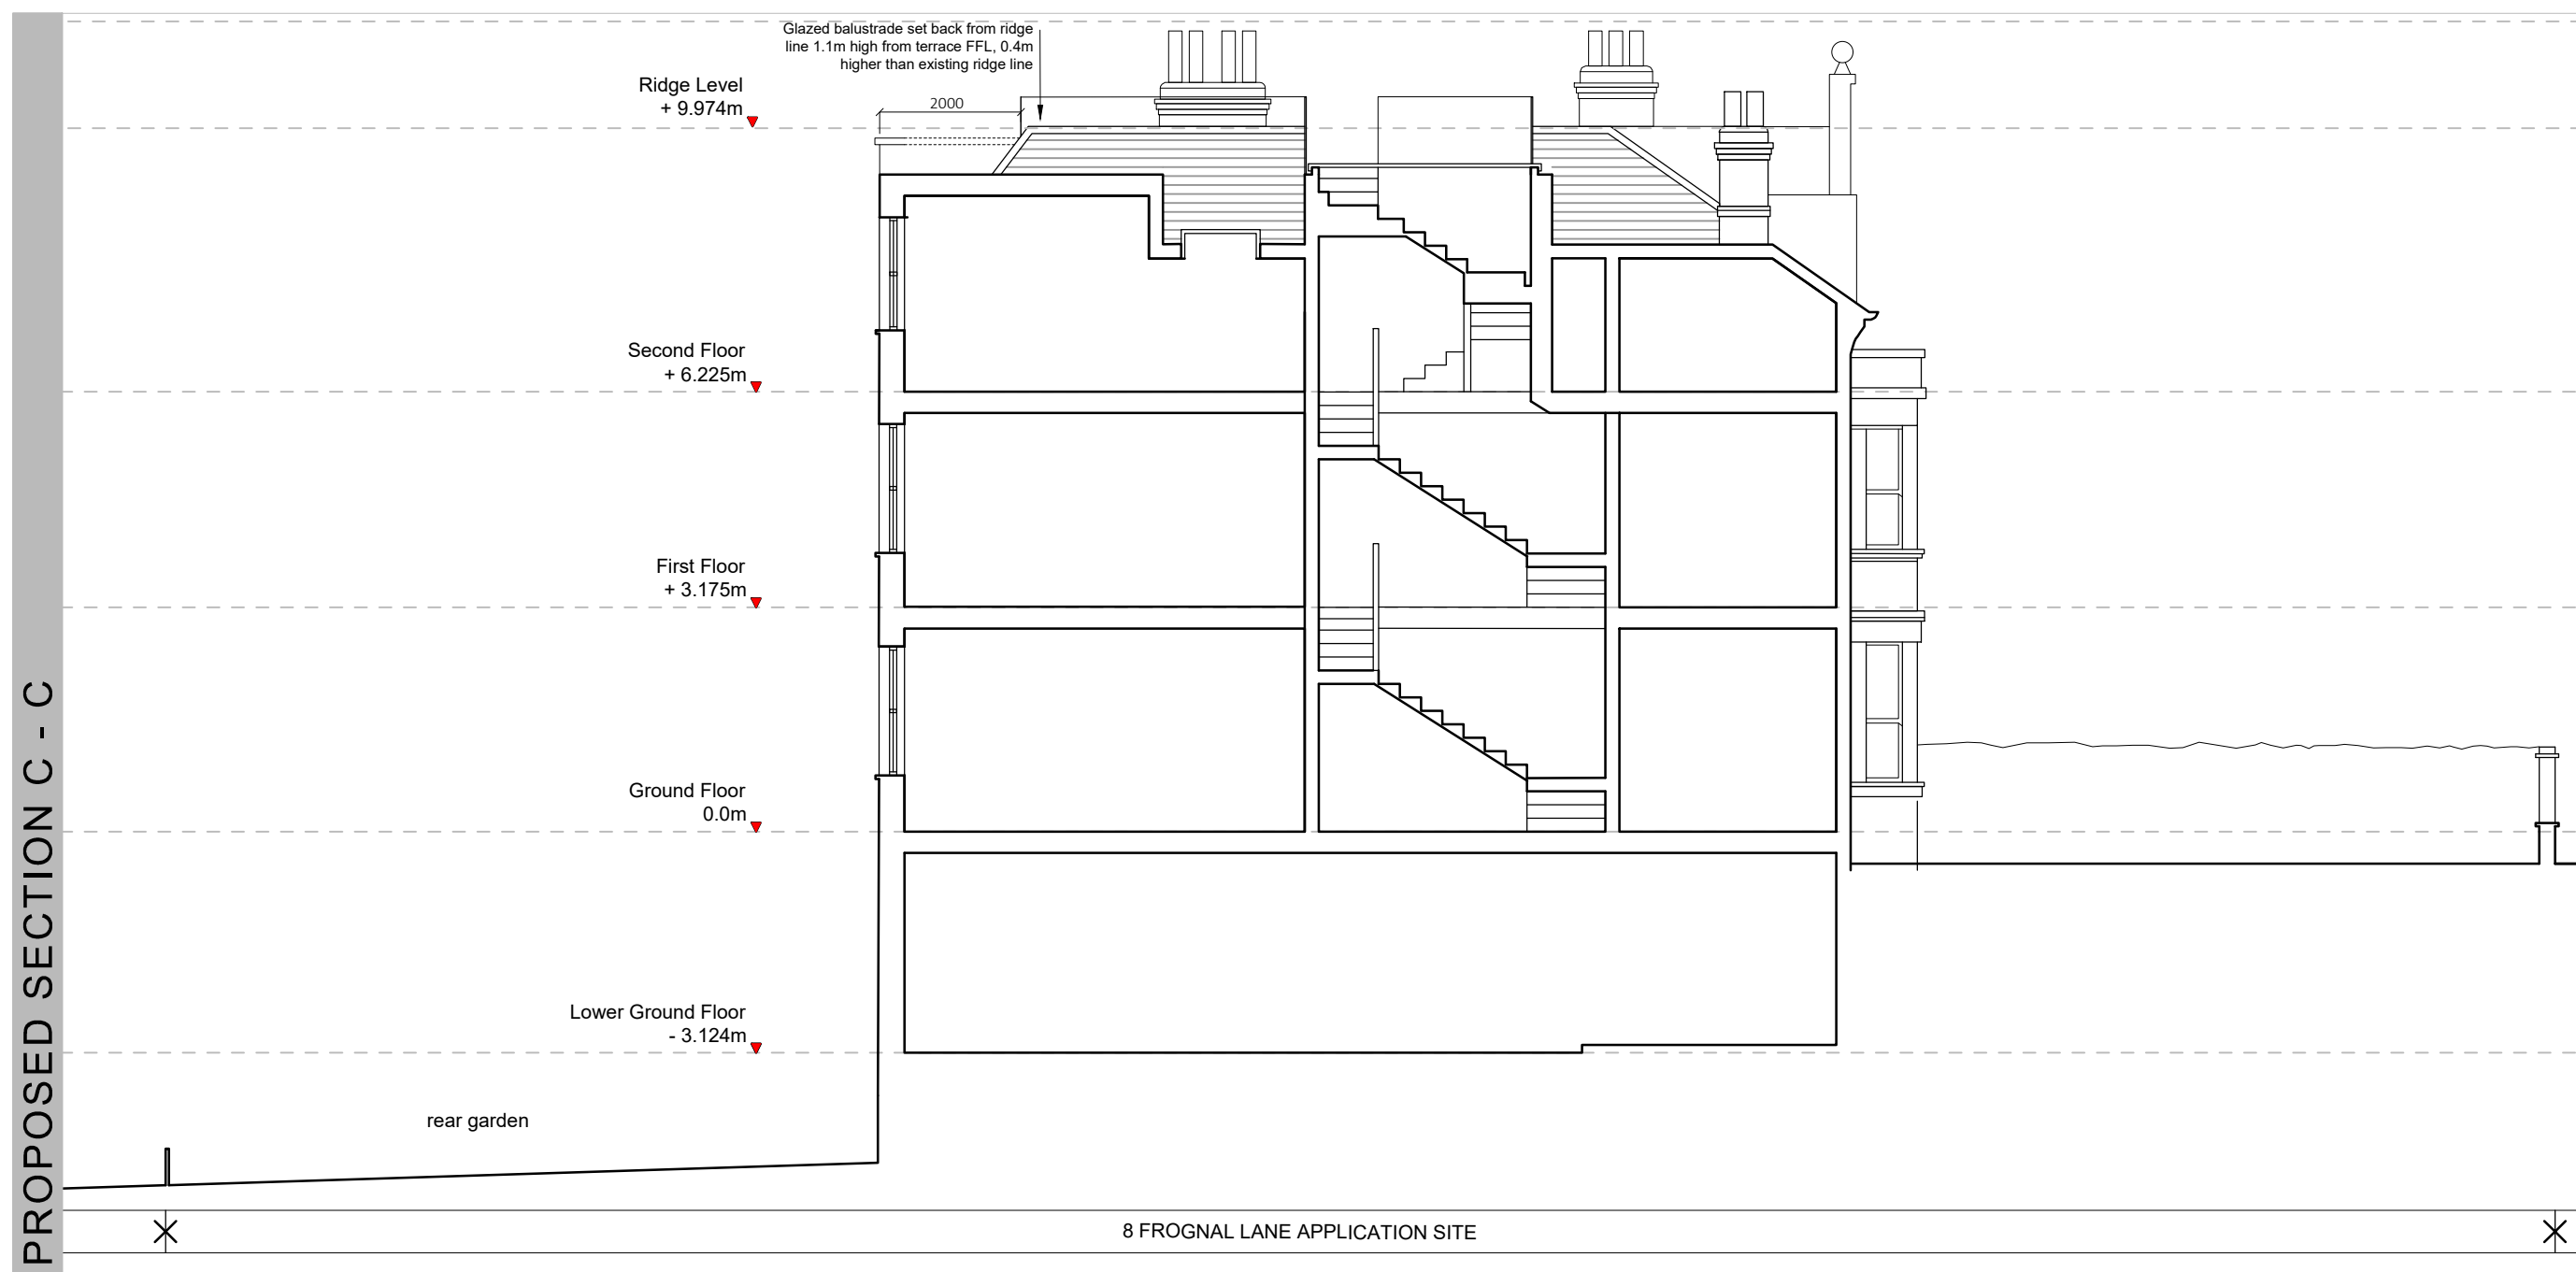 PROPOSED SECTION C - C
Glazed balustrade set back from ridge
line 1.1m high from terrace FFL, 0.4m
higher than existing ridge line
Ridge Level
+ 9.974m
2000
Second Floor
+ 6.225m
First Floor
+ 3.175m
Ground Floor
0.0m
Lower Ground Floor
- 3.124m
rear garden
8 FROGNAL LANE APPLICATION SITE